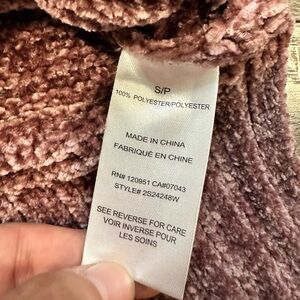 S/P
100% POLYESTER/POLYESTER
MADE IN CHINA
FABRIQUÉ EN CHINE
RN# 120951 CA#07043
STYLE# 2S24248W
SEE REVERSE FOR CARE
VOIR INVERSE POUR
LES SOINS